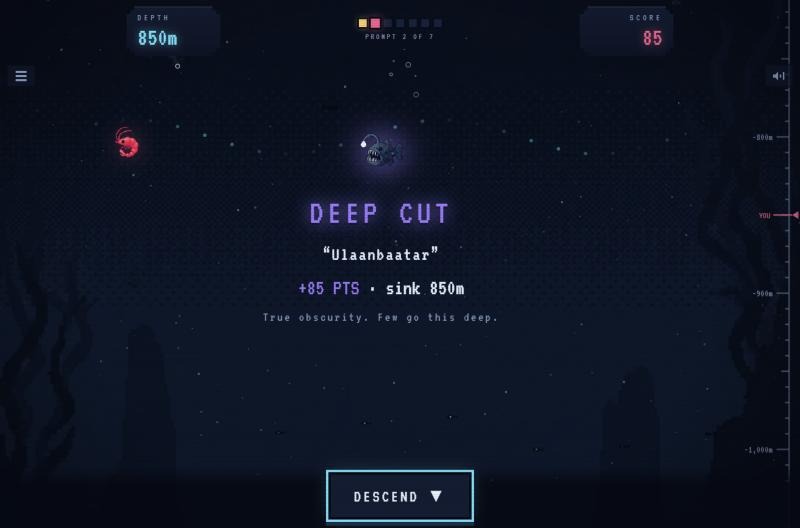 DEPTH
850m
PROMPT 2 OF 7
SCORE
85
-800m
DEEP CUT
YOU
“Ulaanbaatar”
+85 PTS · sink 850m
-900m
True obscurity. Few go this deep.
-1,000m
DESCEND ▼